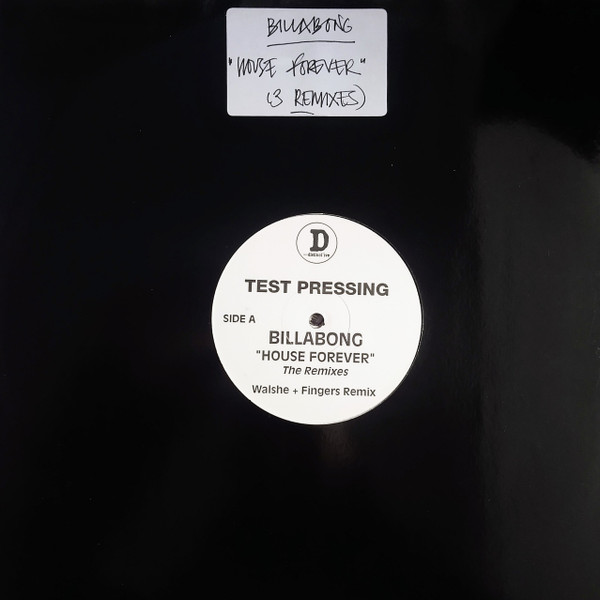 BILLABONG
"HOUSE FOREVER"
(3 REMIXES)
D
TEST PRESSING
SIDE A
BILLABONG
"HOUSE FOREVER"
The Remixes
Walshe + Fingers Remix